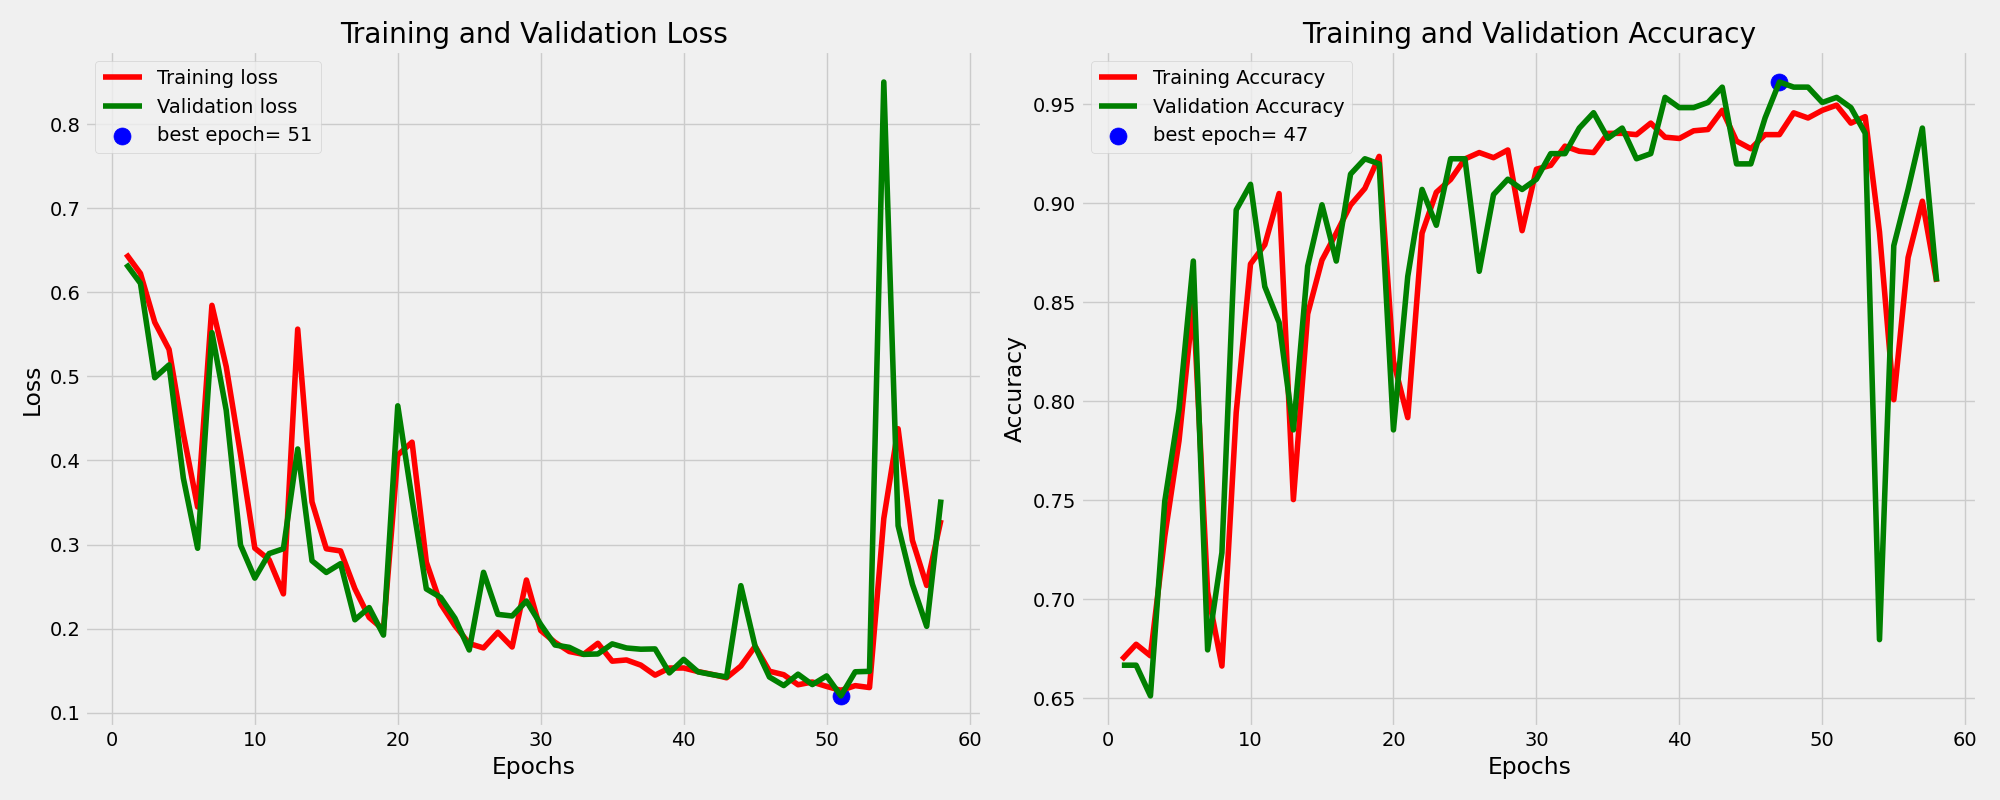 Training and Validation Loss
Training loss
Validation loss
best epoch= 51
0.8
0.7
0.6
0.5
0.4
0.3
0.2
0.1
Loss
0 10 20 30 40 50 60
Epochs
Training and Validation Accuracy
Training Accuracy
Validation Accuracy
best epoch= 47
0.95
0.90
0.85
0.80
0.75
0.70
0.65
Accuracy
0 10 20 30 40 50 60
Epochs